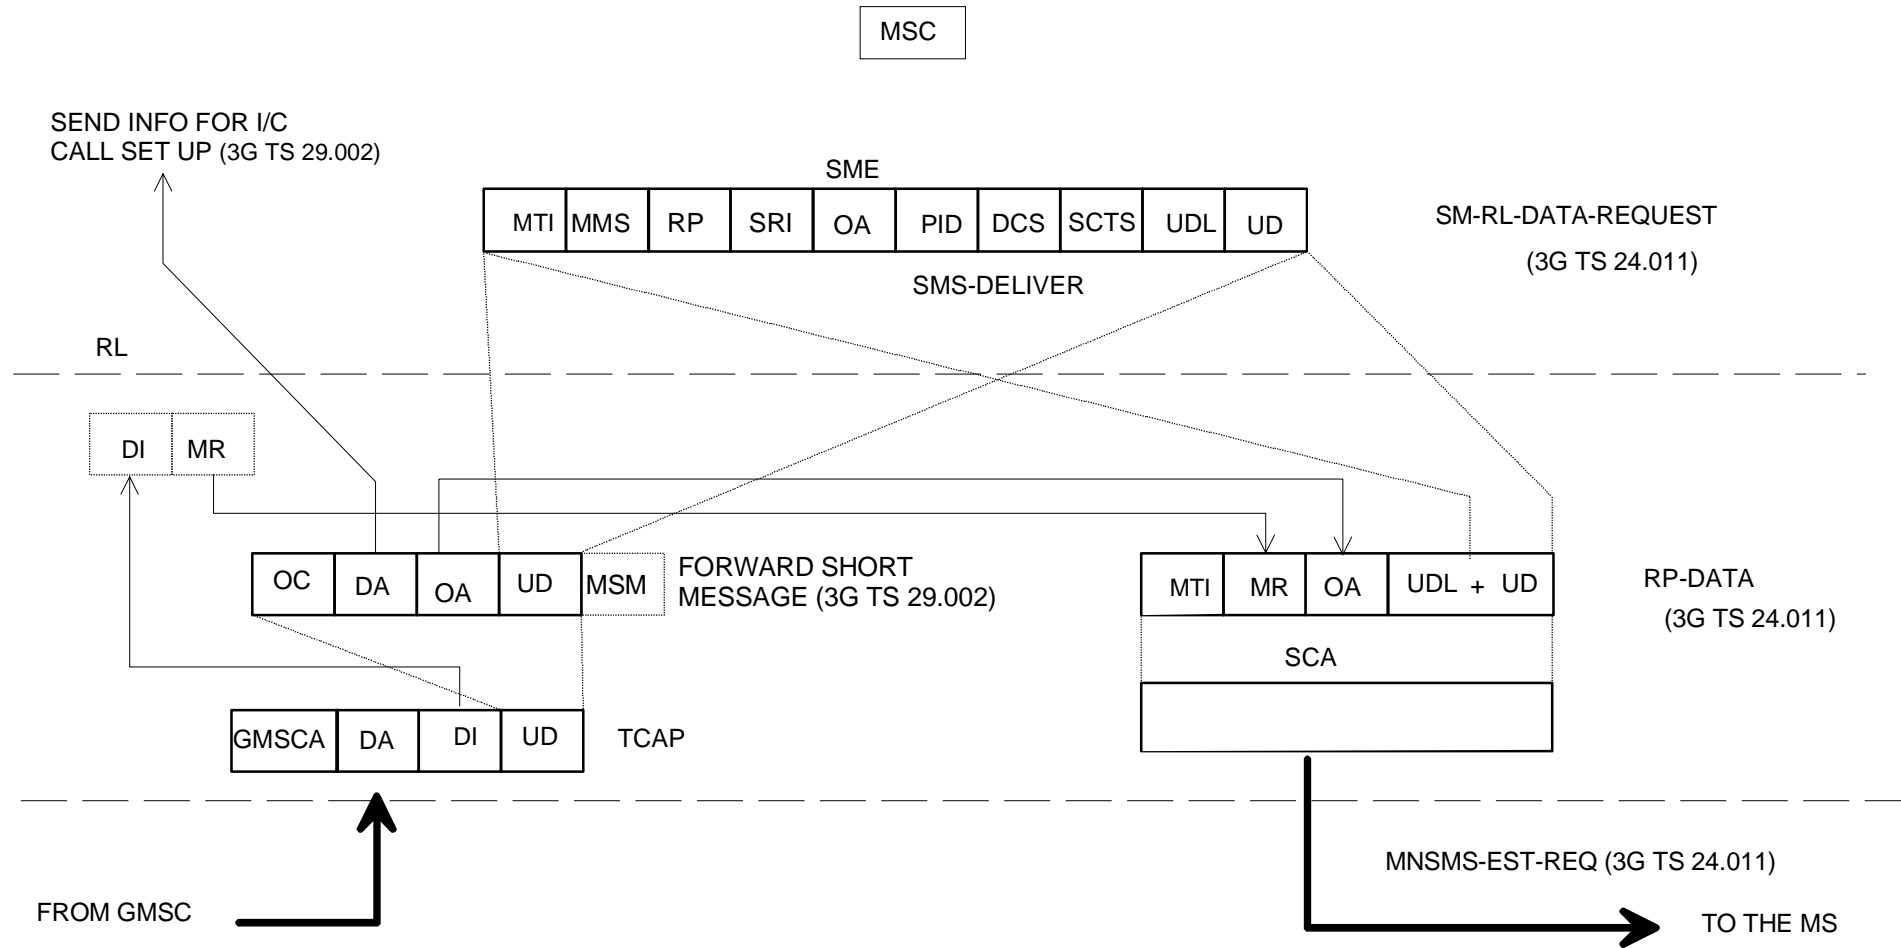 MSC
SEND INFO FOR I/C
CALL SET UP (3G TS 29.002)
SME
MTI MMS RP SRI OA PID DCS SCTS UDL UD
SM-RL-DATA-REQUEST
(3G TS 24.011)
SMS-DELIVER
RL
DI MR
OC DA OA UD MSM
FORWARD SHORT
MESSAGE (3G TS 29.002)
MTI MR OA UDL + UD
RP-DATA
(3G TS 24.011)
SCA
GMSCA DA DI UD
TCAP
MNSMS-EST-REQ (3G TS 24.011)
FROM GMSC
TO THE MS